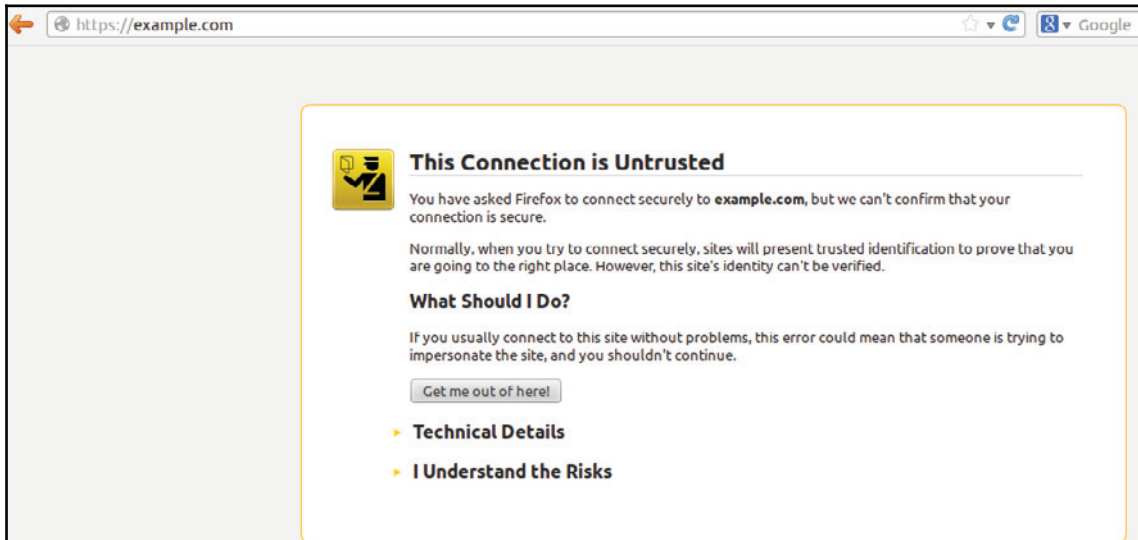 https://example.com
Google
This Connection is Untrusted
You have asked Firefox to connect securely to example.com, but we can't confirm that your
connection is secure.
Normally, when you try to connect securely, sites will present trusted identification to prove that you
are going to the right place. However, this site's identity can't be verified.
What Should I Do?
If you usually connect to this site without problems, this error could mean that someone is trying to
impersonate the site, and you shouldn't continue.
Get me out of here!
Technical Details
I Understand the Risks